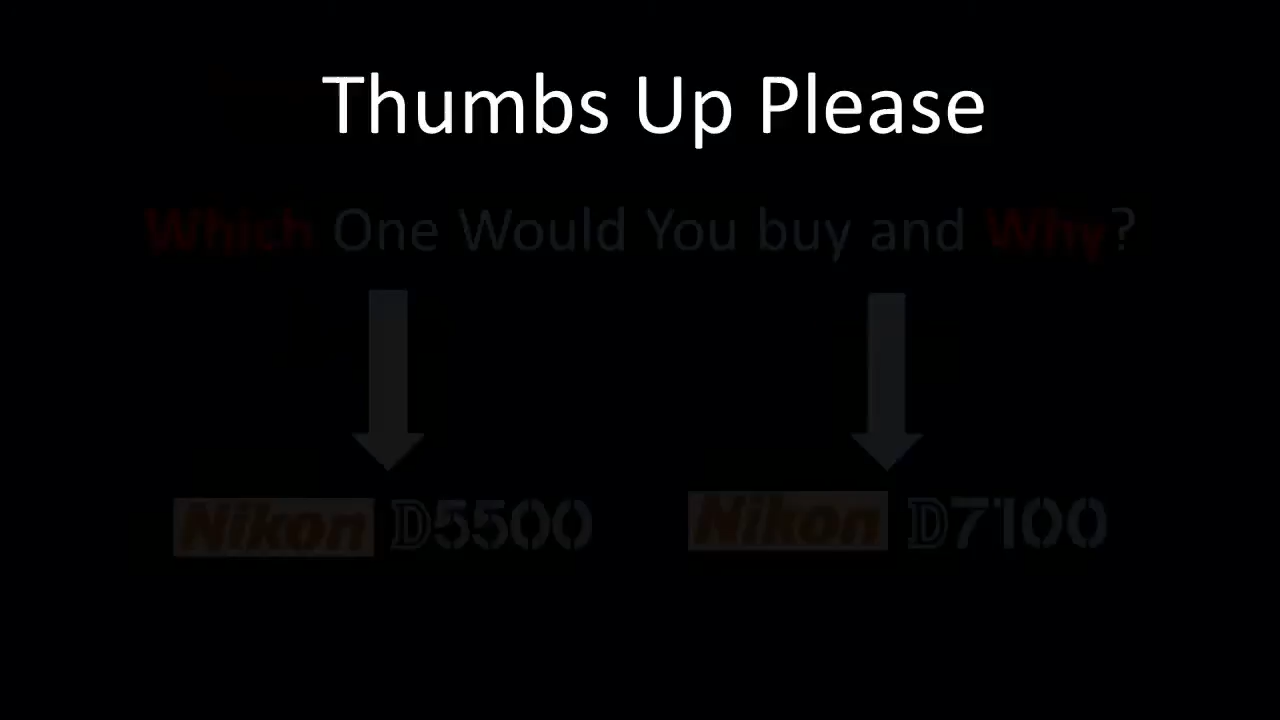 Thumbs Up Please
Which One Would You buy and Why?
Nikon D5500 Nikon D7100